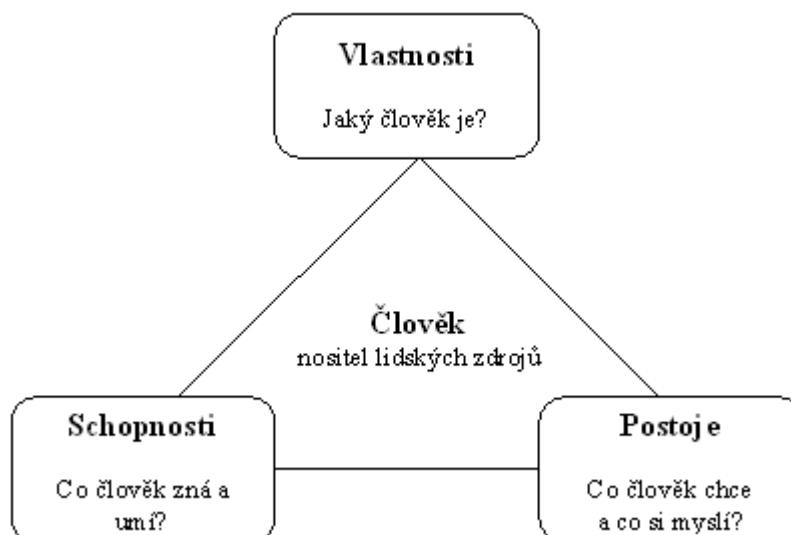 Vlastnosti
Jaký člověk je?
Člověk
nositel lidských zdrojů
Schopnosti
Co člověk zná a
umí?
Postoje
Co člověk chce
a co si myslí?